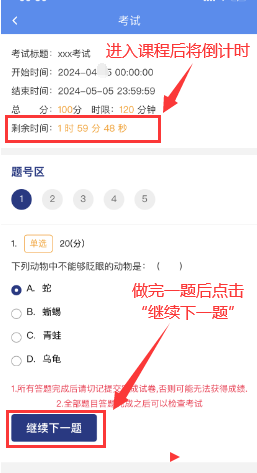 考试
考试标题: xxx考试
进入课程后将倒计时
开始时间: 2024-04 5 00:00:00
结束时间: 2024-05-05 23:59:59
总 分: 100分 时限: 120 分钟
剩余时间: 1 时 59 分 48 秒
题号区
1 2 3 4 5
1. 单选 20(分)
下列动物中不能够眨眼的动物是: ( )
A. 蛇
做完一题后点击
B. 蜥蜴
“继续下一题”
C. 青蛙
D. 乌龟
1.所有答题完成后请切记提交 成试卷,否则可能无法获得成绩.
2.全部题目答题完成之后可以检查考试
继续下一题